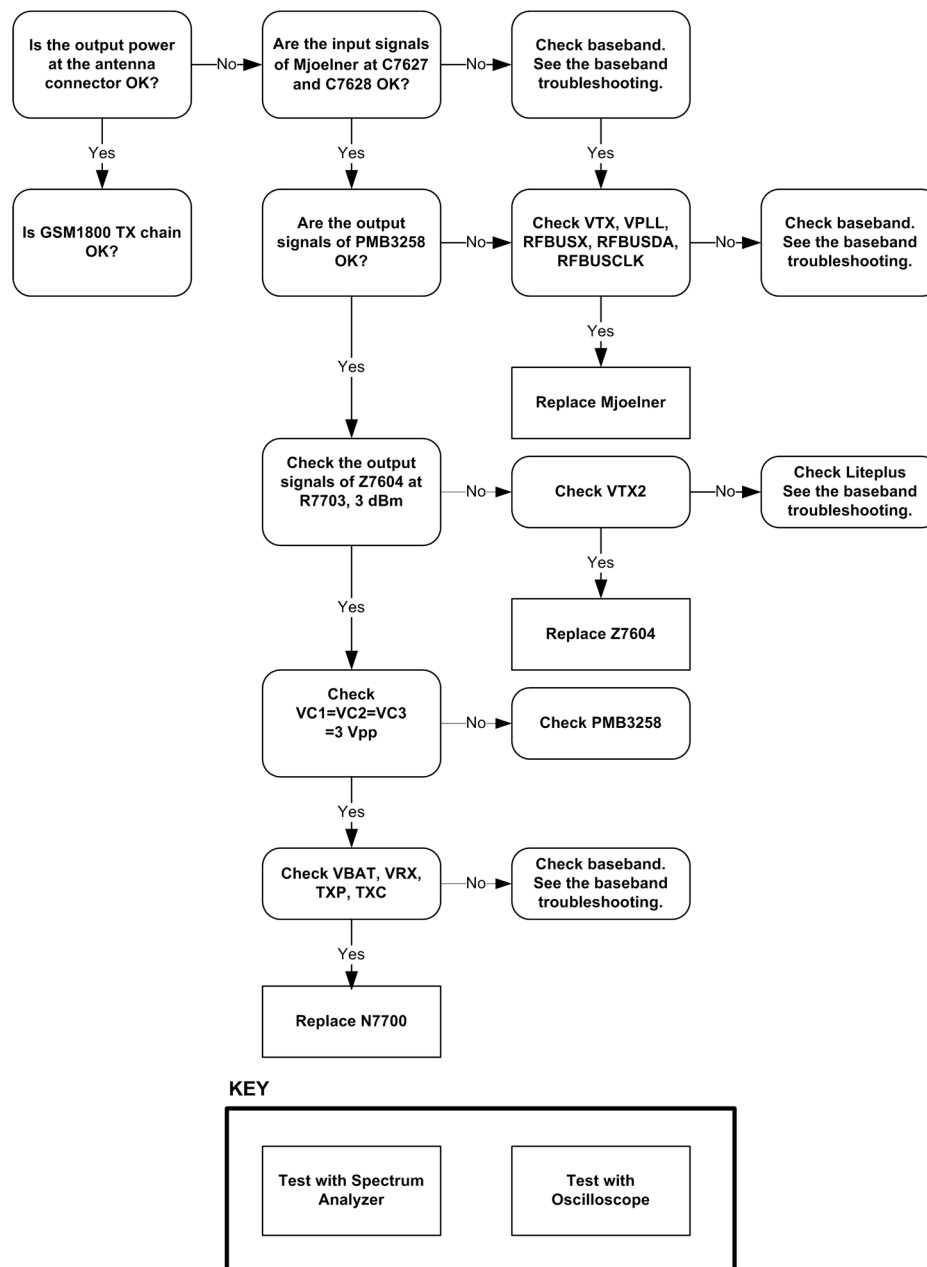 Is the output power
at the antenna
connector OK?
No
Are the input signals
of Mjoelner at C7627
and C7628 OK?
No
Check baseband.
See the baseband
troubleshooting.
Yes
Yes
Yes
Is GSM1800 TX chain
OK?
Are the output
signals of PMB3258
OK?
No
Check VTX, VPLL,
RFBUSX, RFBUSDA,
RFBUSCLK
No
Check baseband.
See the baseband
troubleshooting.
Yes
Yes
Replace Mjoelner
Check the output
signals of Z7604 at
R7703, 3 dBm
No
Check VTX2
No
Check Liteplus
See the baseband
troubleshooting.
Yes
Yes
Replace Z7604
Check
VC1=VC2=VC3
=3 Vpp
No
Check PMB3258
Yes
Check VBAT, VRX,
TXP, TXC
No
Check baseband.
See the baseband
troubleshooting.
Yes
Replace N7700
KEY
Test with Spectrum
Analyzer
Test with
Oscilloscope